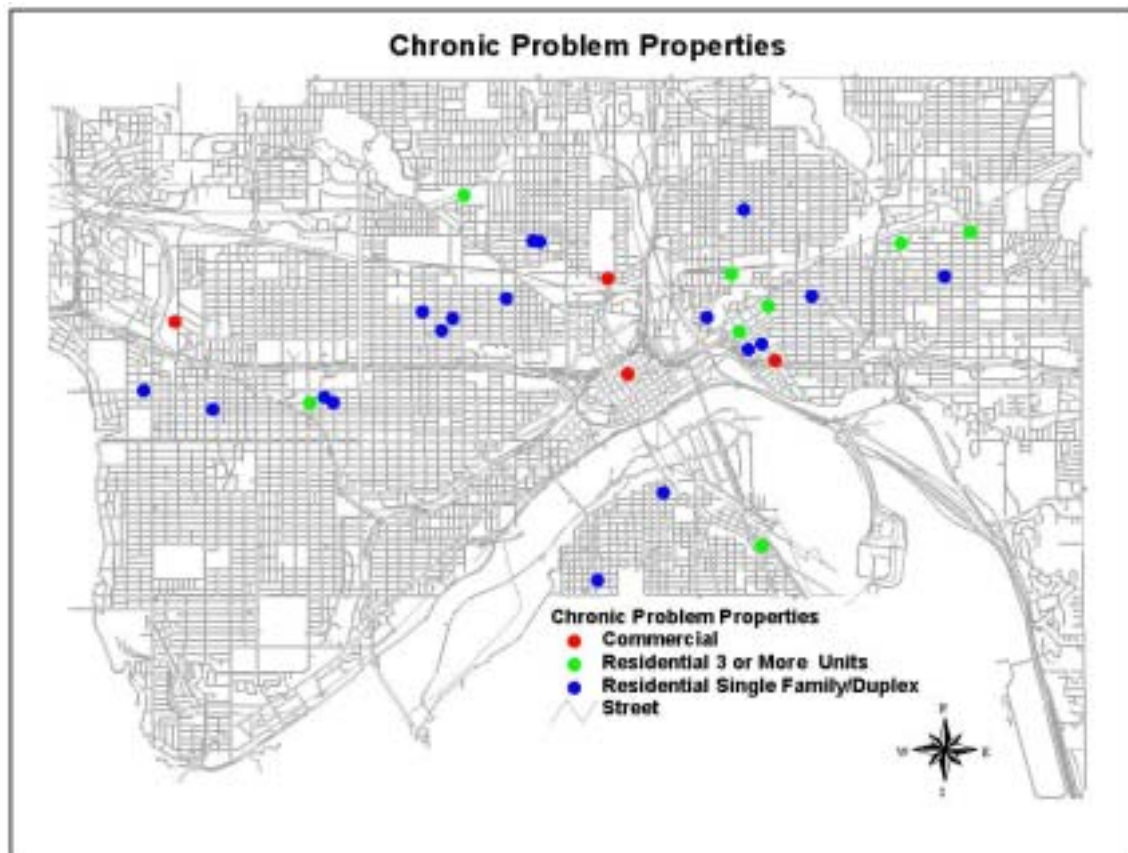 Chronic Problem Properties
Chronic Problem Properties
Commercial
Residential 3 or More Units
Residential Single Family/Duplex
Street
W
E